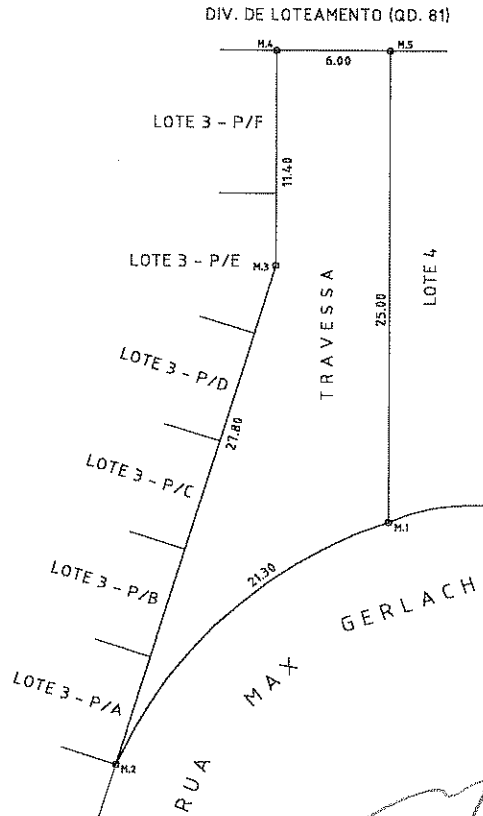 DIV. DE LOTEAMENTO (QD. 81)
M.4
M.5
6.00
LOTE 3 - P/F
11.40
LOTE 3 - P/E
M.3
TRAVESSA
25.00
LOTE 4
LOTE 3 - P/D
27.80
LOTE 3 - P/C
M.1
LOTE 3 - P/B
21.30
LOTE 3 - P/A
M.2
RUA MAX GERLACH